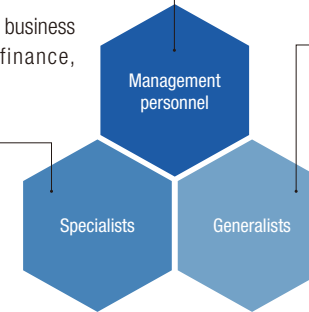 business
finance,
Management
personnel
Specialists
Generalists